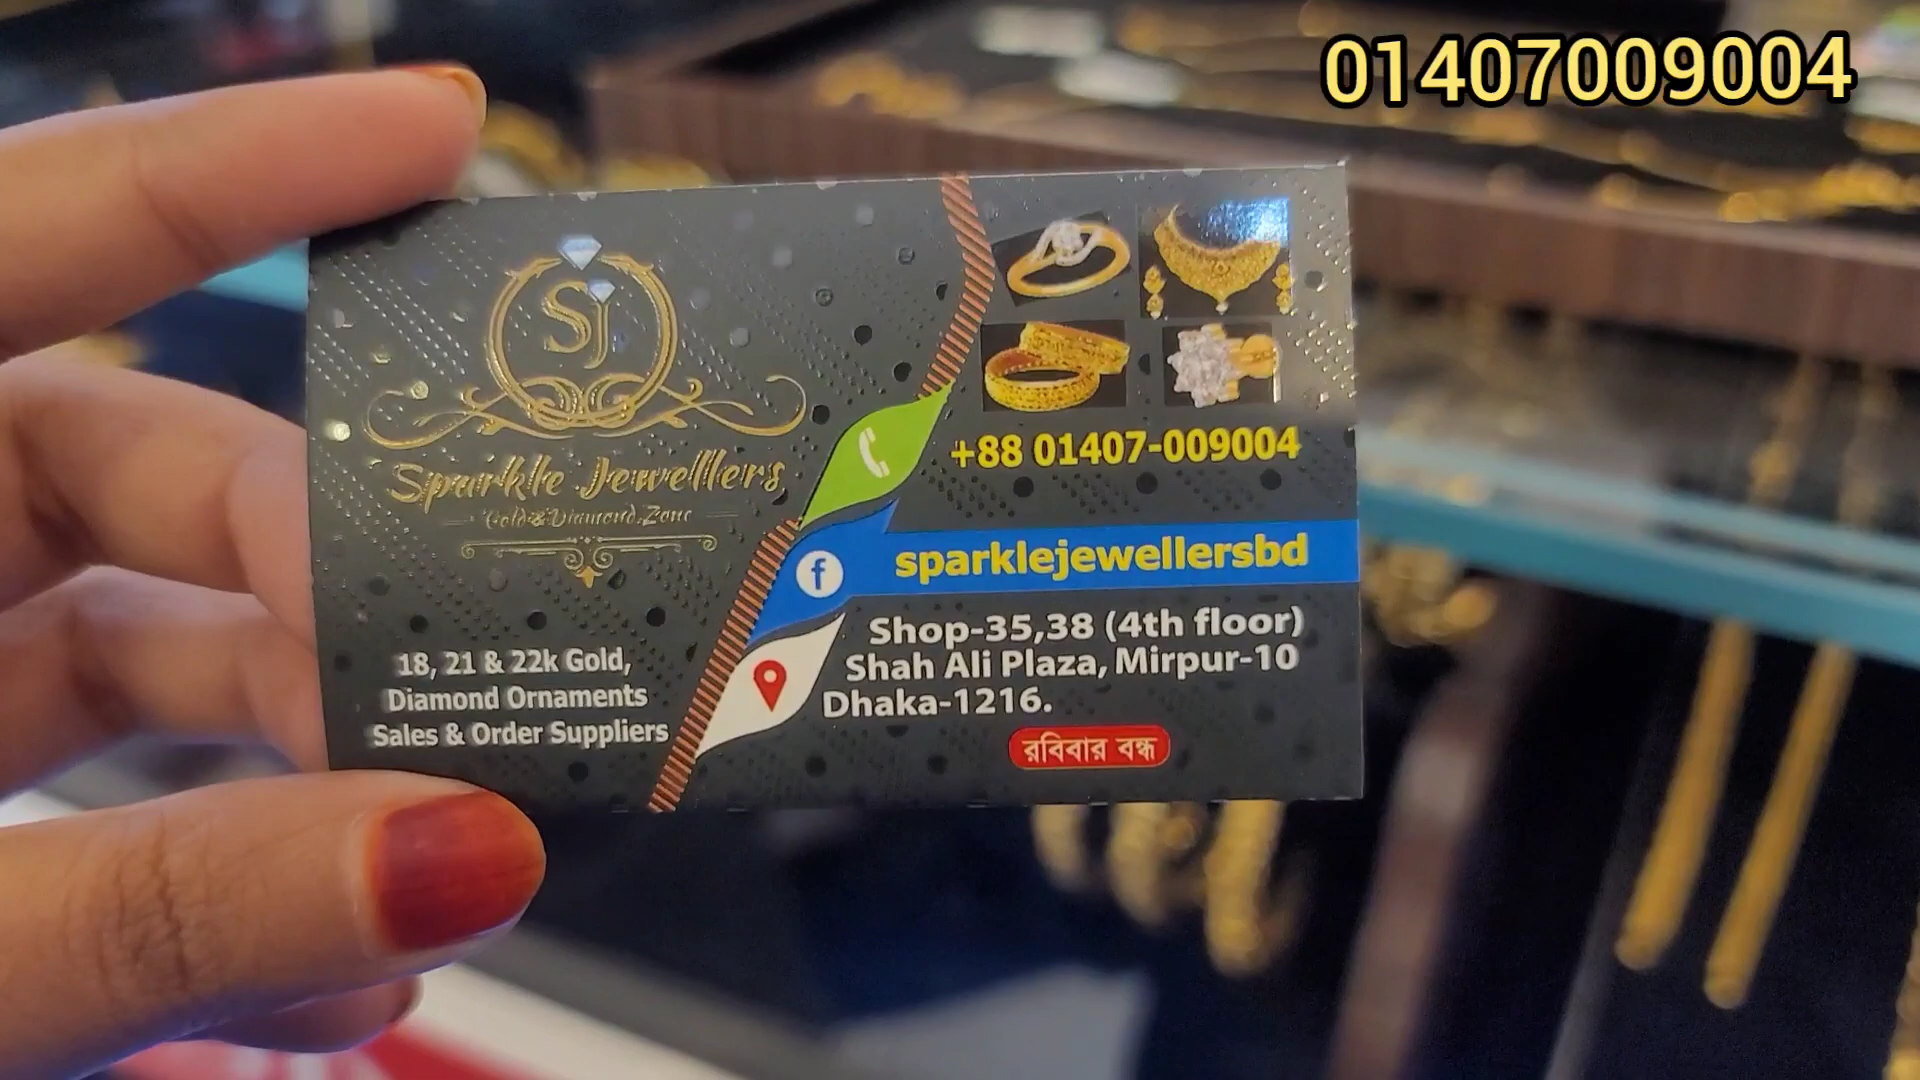 01407009004
SJ
Sparkle Jewelllers
Gold & Diamond Zone
18, 21 & 22k Gold,
Diamond Ornaments
Sales & Order Suppliers
+88 01407-009004
f
sparklejewellersbd
Shop-35,38 (4th floor)
Shah Ali Plaza, Mirpur-10
Dhaka-1216.
রবিবার বন্ধ